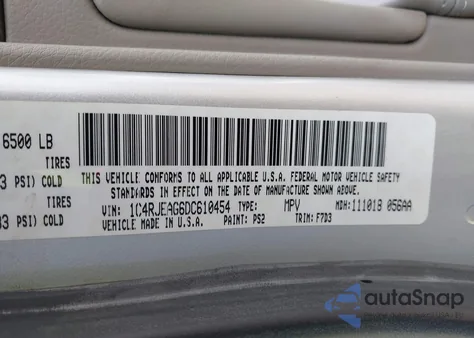 6500 LB
TIRES
3 PSI) COLD
TIRES
33 PSI) COLD
THIS VEHICLE CONFORMS TO ALL APPLICABLE U.S.A. FEDERAL MOTOR VEHICLE SAFETY
STANDARDS IN EFFECT ON THE DATE OF MANUFACTURE SHOWN ABOVE.
VIN: 1C4RJEAG6DC610454 TYPE: MPV MDH: 111018 056AA
VEHICLE MADE IN U.S.A. PAINT: PS2 TRIM: F7D3
autaSnap